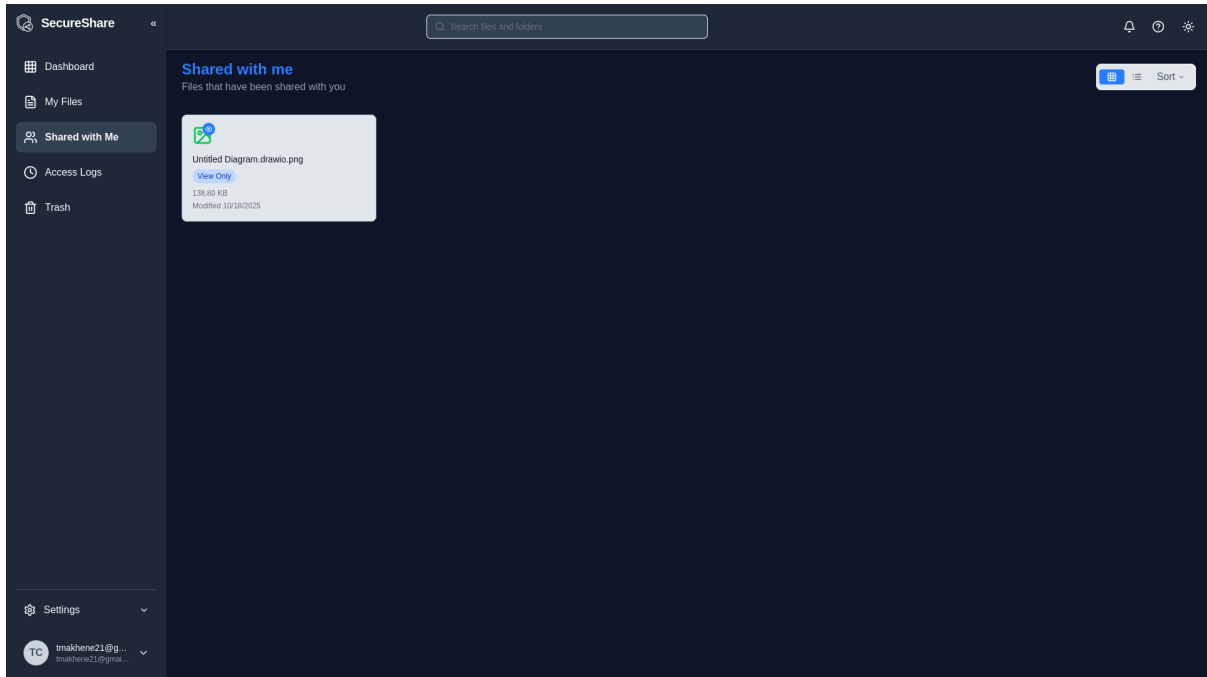 SecureShare
«
Search files and folders
Dashboard
My Files
Shared with Me
Access Logs
Trash
Settings
TC
tmakhene21@g...
tmakhene21@gmai...
Shared with me
Files that have been shared with you
Sort
Untitled Diagram.drawio.png
View Only
138.80 KB
Modified 10/18/2025